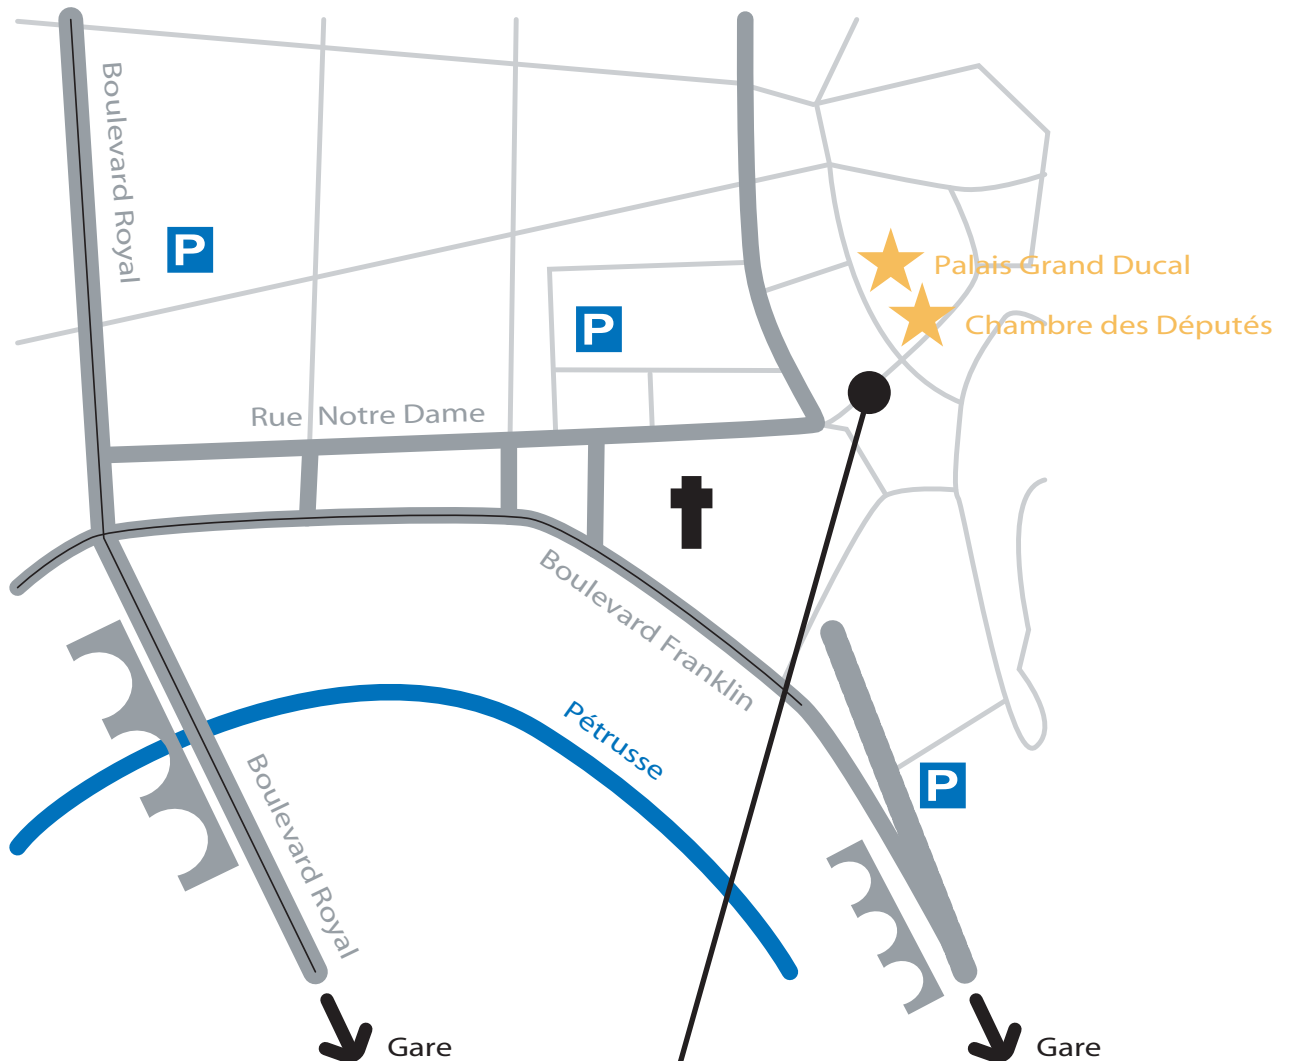 Boulevard Royal
P
Palais Grand Ducal
P
Chambre des Députés
Rue Notre Dame
Boulevard Franklin
Pétrusse
Boulevard Royal
P
Gare
Gare